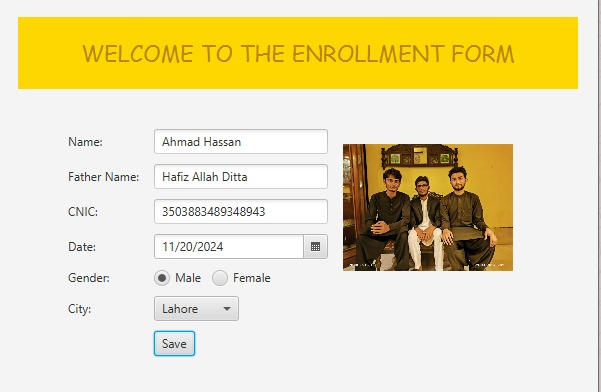 WELCOME TO THE ENROLLMENT FORM
Name: Ahmad Hassan
Father Name: Hafiz Allah Ditta
CNIC: 3503883489348943
Date: 11/20/2024
Gender: Male Female
City: Lahore
Save